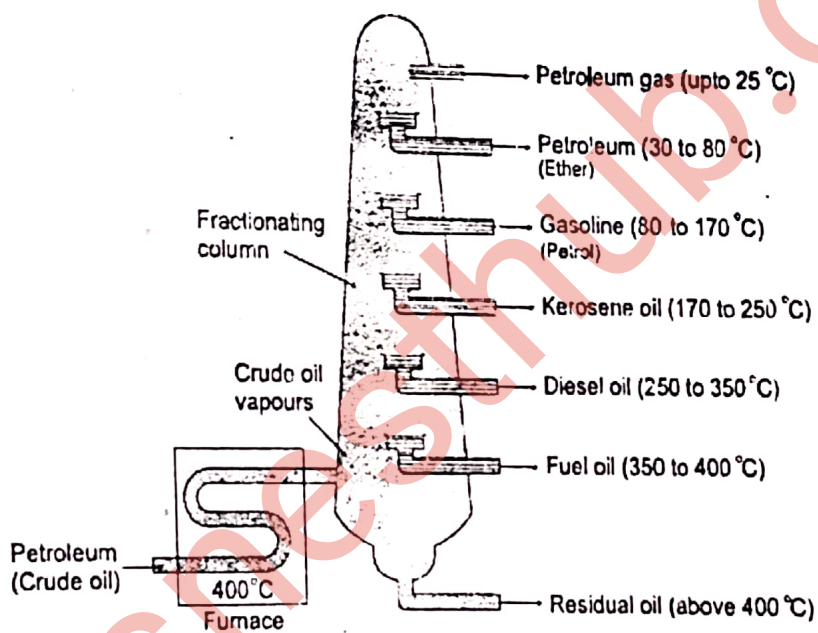 Petroleum gas (upto 25 °C)
Petroleum (30 to 80 °C)
(Ether)
Gasoline (80 to 170 °C)
(Petrol)
Fractionating
column
Kerosene oil (170 to 250 °C)
Crude oil
vapours
Diesel oil (250 to 350 °C)
Fuel oil (350 to 400 °C)
Petroleum
(Crude oil)
400°C
Furnace
Residual oil (above 400 °C)
snesthub.c